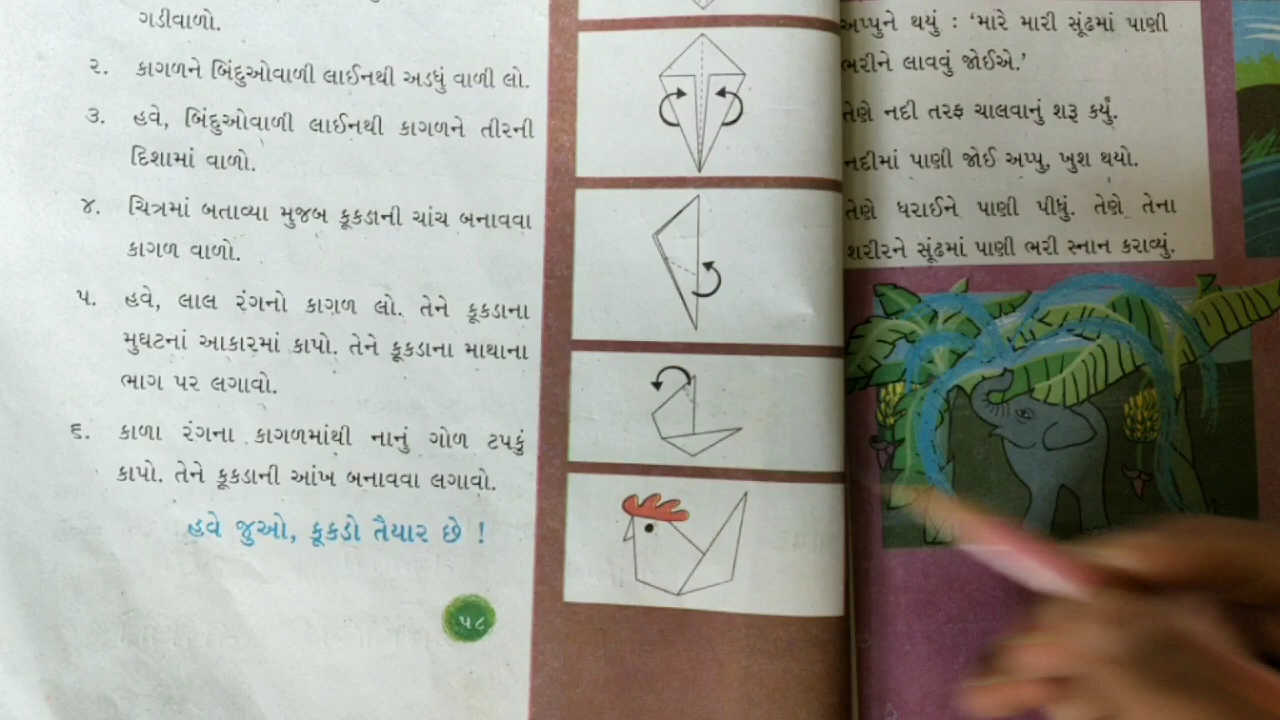 ગડીવાળો.
૨. કાગળને બિંદુઓવાળી લાઈનથી અડધું વાળી લો.
૩. હવે, બિંદુઓવાળી લાઈનથી કાગળને તીરની
દિશામાં વાળો.
૪. ચિત્રમાં બતાવ્યા મુજબ કૂકડાની ચાંચ બનાવવા
કાગળ વાળો.
૫. હવે, લાલ રંગનો કાગળ લો. તેને કૂકડાના
મુઘટનાં આકારમાં કાપો. તેને કૂકડાના માથાના
ભાગ પર લગાવો.
૬. કાળા રંગના કાગળમાંથી નાનું ગોળ ટપકું
કાપો. તેને કૂકડાની આંખ બનાવવા લગાવો.
હવે જુઓ, કૂકડો તૈયાર છે !
૫૮
અપ્પુને થયું : ‘મારે મારી સૂંઢમાં પાણી
ભરીને લાવવું જોઈએ.’
તેણે નદી તરફ ચાલવાનું શરૂ કર્યું.
નદીમાં પાણી જોઈ અપ્પુ, ખુશ થયો.
તેણે ધરાઈને પાણી પીધું. તેણે તેના
શરીરને સૂંઢમાં પાણી ભરી સ્નાન કરાવ્યું.